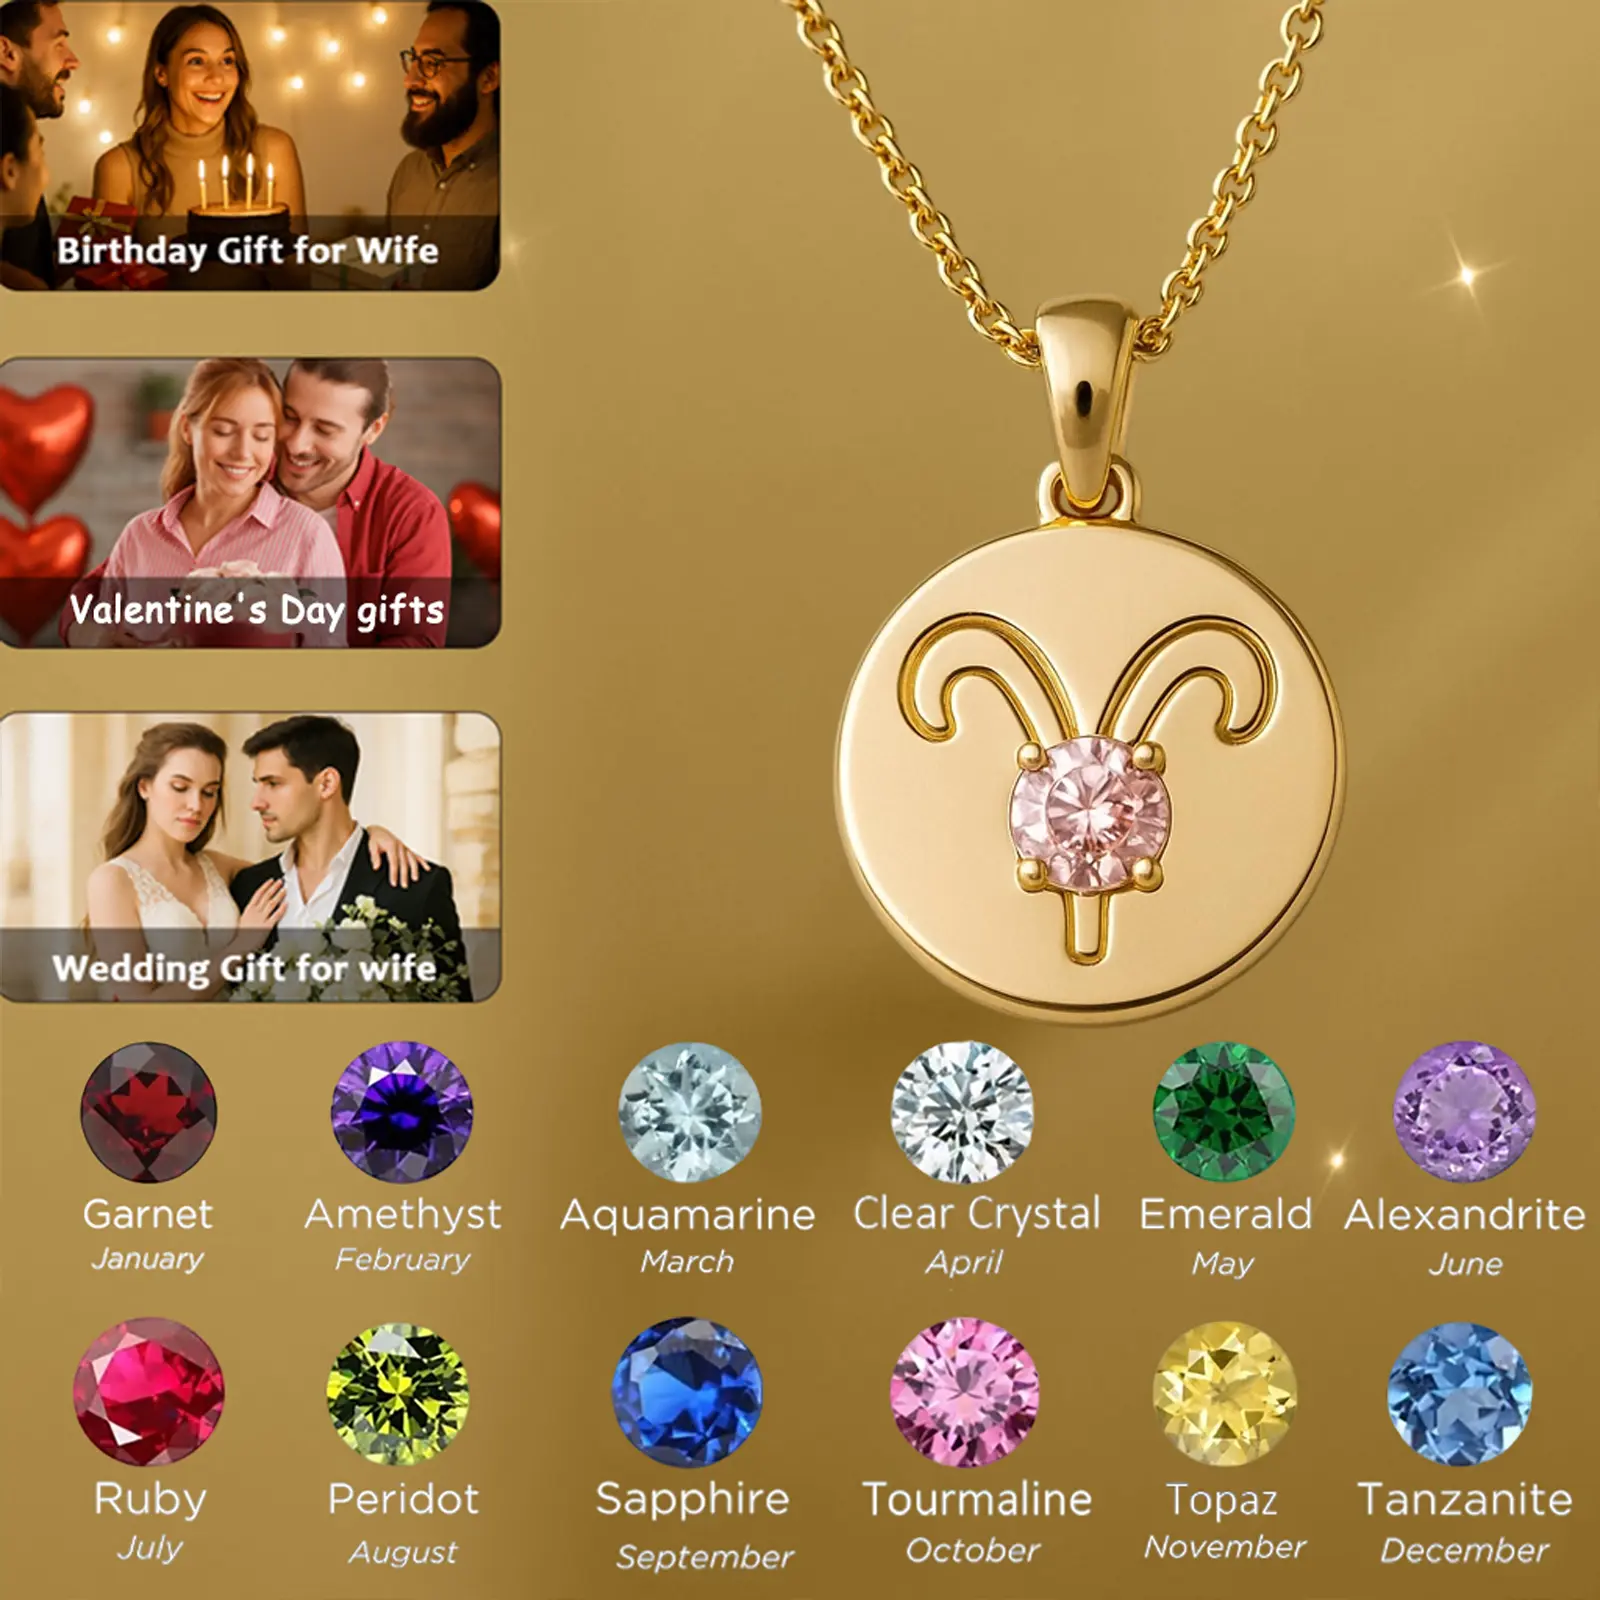 Birthday Gift for Wife
Valentine's Day gifts
Wedding Gift for wife
Garnet
January
Amethyst
February
Aquamarine
March
Clear Crystal
April
Emerald
May
Alexandrite
June
Ruby
July
Peridot
August
Sapphire
September
Tourmaline
October
Topaz
November
Tanzanite
December